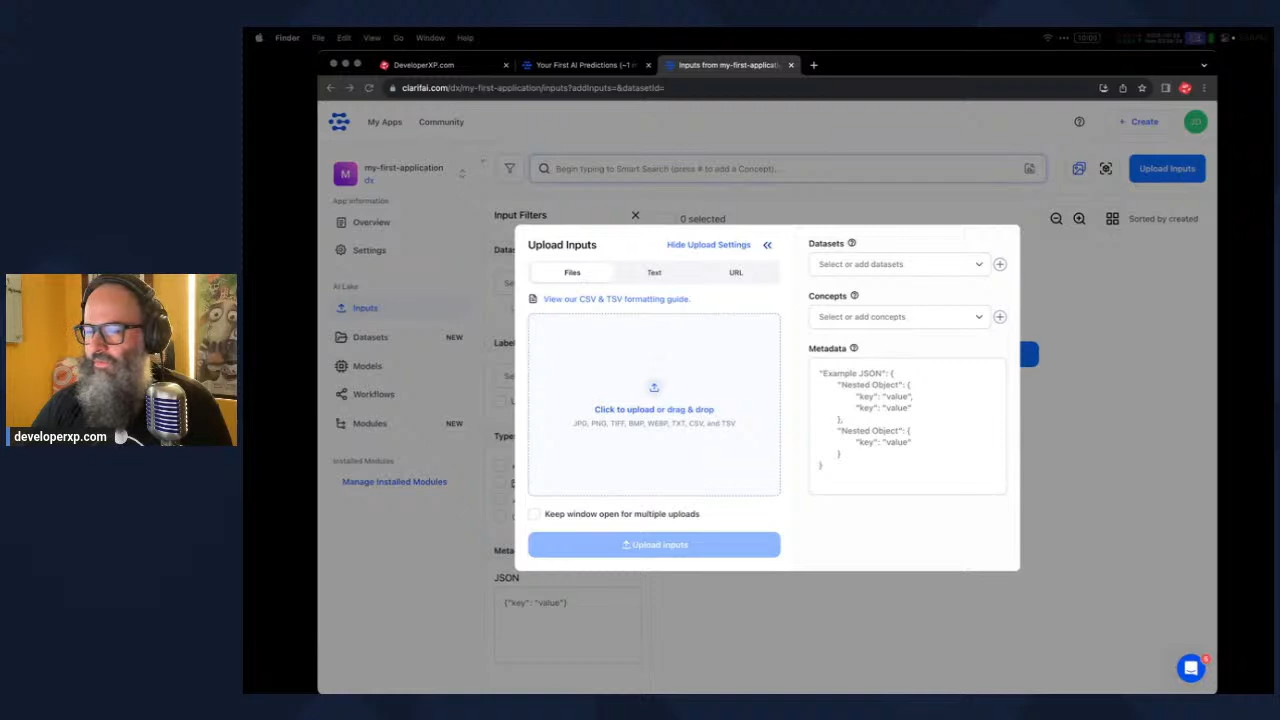 Finder File Edit View Go Window Help
10:05
DeveloperXP.com
Your First AI Predictions (~1 m
Inputs from my-first-applicati
clarifai.com/dx/my-first-application/inputs?addInputs=&datasetId=
My Apps
Community
+ Create
JD
M
my-first-application
dx
Begin typing to Smart Search (press # to add a Concept)...
Upload Inputs
App Information
Overview
Settings
AI Lake
Inputs
Datasets NEW
Models
Workflows
Modules NEW
Installed Modules
Manage Installed Modules
Input Filters
0 selected
Sorted by created
Upload Inputs
Hide Upload Settings
Files
Text
URL
View our CSV & TSV formatting guide.
Click to upload or drag & drop
JPG, PNG, TIFF, BMP, WEBP, TXT, CSV, and TSV
Keep window open for multiple uploads
Upload Inputs
Datasets
Select or add datasets
Concepts
Select or add concepts
Metadata
"Example JSON": {
"Nested Object": {
"key": "value",
"key": "value"
},
"Nested Object": {
"key": "value"
}
}
JSON
{"key": "value"}
developerxp.com